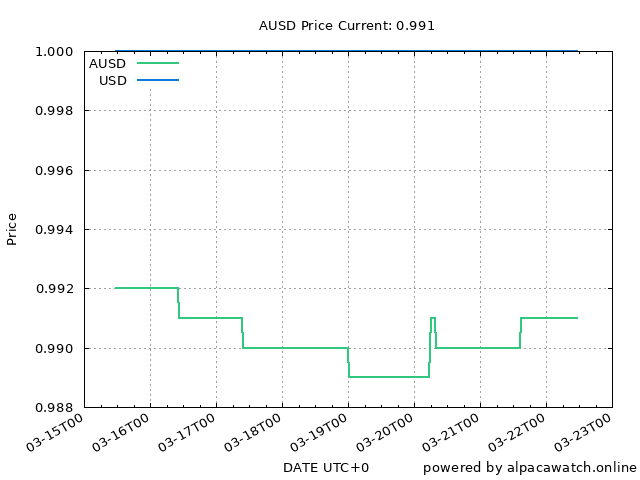 AUSD Price Current: 0.991
1.000
0.998
0.996
0.994
0.992
0.990
0.988
Price
AUSD
USD
03-15T00
03-16T00
03-17T00
03-18T00
03-19T00
03-20T00
03-21T00
03-22T00
03-23T00
DATE UTC+0
powered by alpacawatch.online